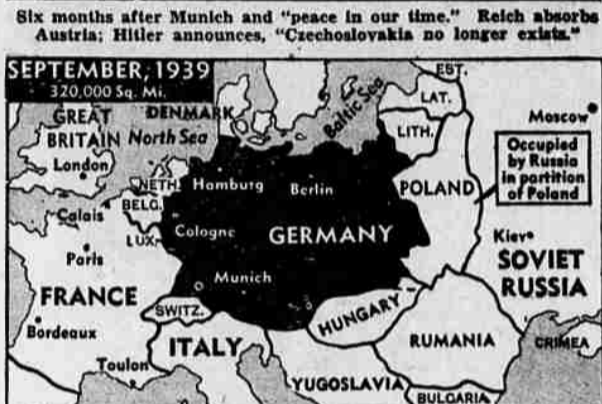 Six months after Munich and "peace in our time." Reich absorbs
Austria; Hitler announces, "Czechoslovakia no longer exists."
SEPTEMBER, 1939
320,000 Sq. Mi.
EST.
LAT.
LITH.
Moscow
GREAT
BRITAIN
DENMARK
North Sea
Baltic Sea
London
Occupied
by Russia
in partition
of Poland
NETH.
Hamburg
Berlin
POLAND
Calais
BELG.
Cologne
GERMANY
LUX.
Kiev
SOVIET
RUSSIA
Paris
Munich
FRANCE
SWITZ.
HUNGARY
Bordeaux
ITALY
RUMANIA
CRIMEA
Toulon
YUGOSLAVIA
BULGARIA